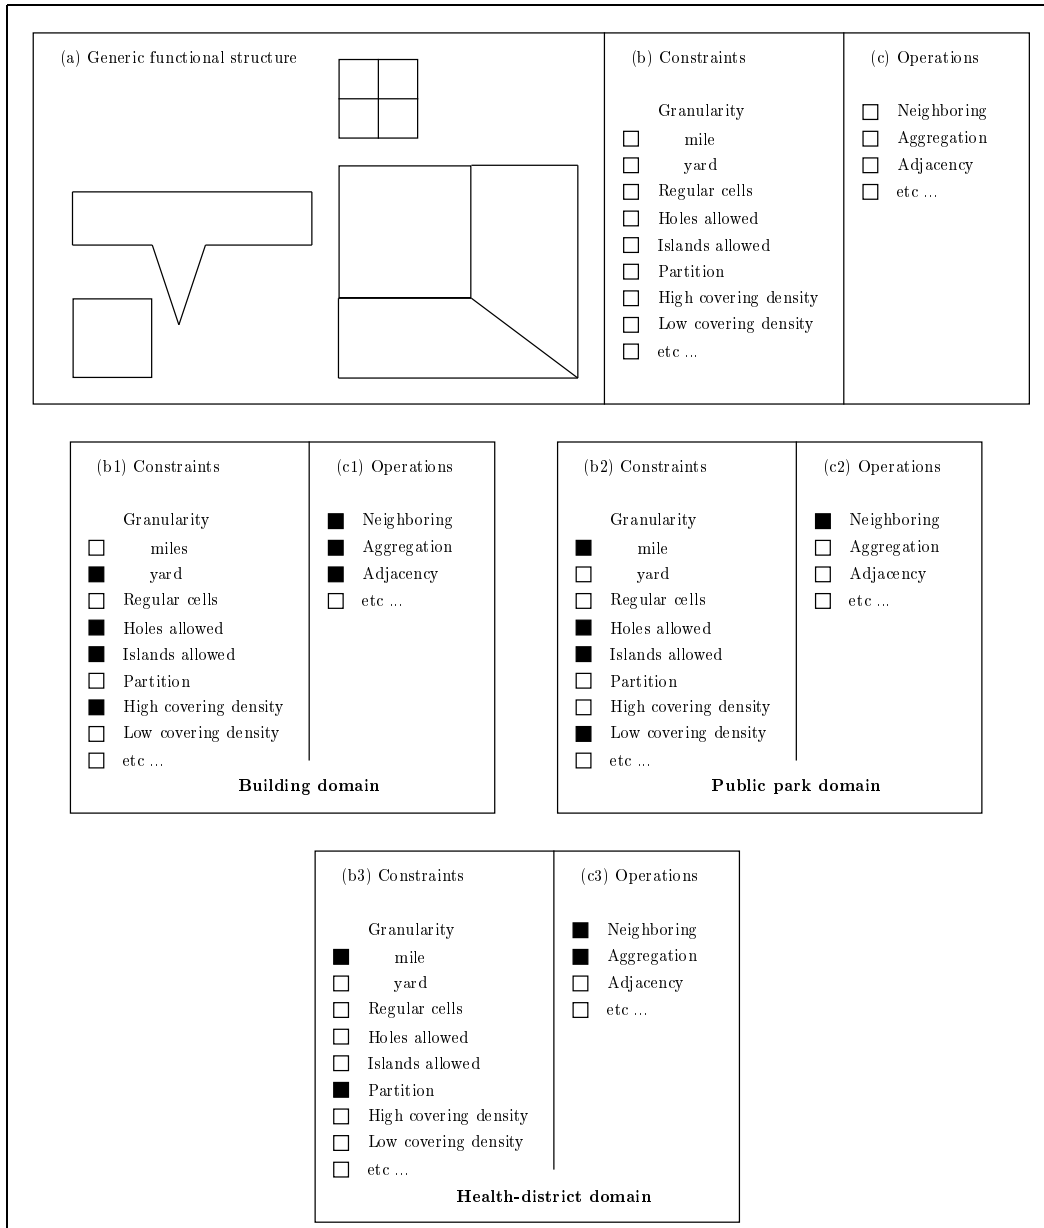 (a) Generic functional structure
(b) Constraints
Granularity
mile
yard
Regular cells
Holes allowed
Islands allowed
Partition
High covering density
Low covering density
etc ...
(c) Operations
Neighboring
Aggregation
Adjacency
etc ...
(b1) Constraints
Granularity
miles
yard
Regular cells
Holes allowed
Islands allowed
Partition
High covering density
Low covering density
etc ...
(c1) Operations
Neighboring
Aggregation
Adjacency
etc ...
Building domain
(b2) Constraints
Granularity
mile
yard
Regular cells
Holes allowed
Islands allowed
Partition
High covering density
Low covering density
etc ...
(c2) Operations
Neighboring
Aggregation
Adjacency
etc ...
Public park domain
(b3) Constraints
Granularity
mile
yard
Regular cells
Holes allowed
Islands allowed
Partition
High covering density
Low covering density
etc ...
(c3) Operations
Neighboring
Aggregation
Adjacency
etc ...
Health-district domain